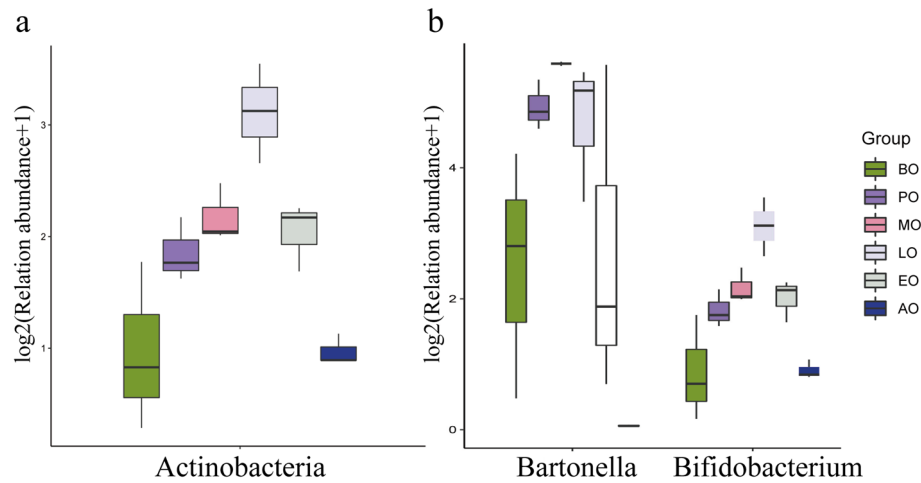 a
log2(Relation abundance+1)
3
2
1
Actinobacteria
b
log2(Relation abundance+1)
4
2
0
Bartonella
Bifidobacterium
Group
BO
PO
MO
LO
EO
AO